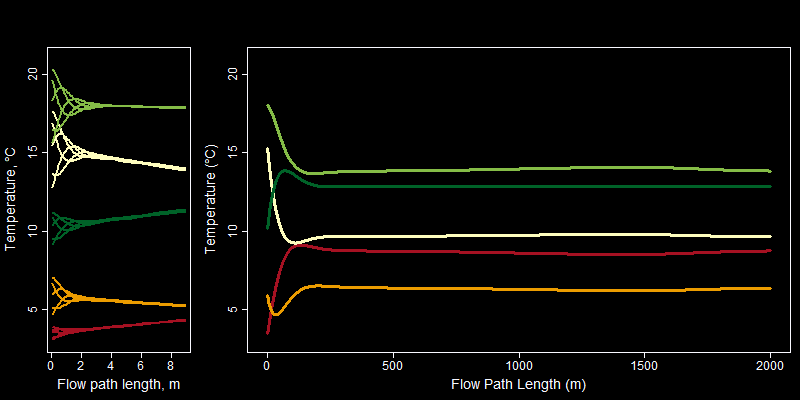 Temperature, °C
20
15
10
5
0 2 4 6 8
Flow path length, m
Temperature (°C)
20
15
10
5
0 500 1000 1500 2000
Flow Path Length (m)